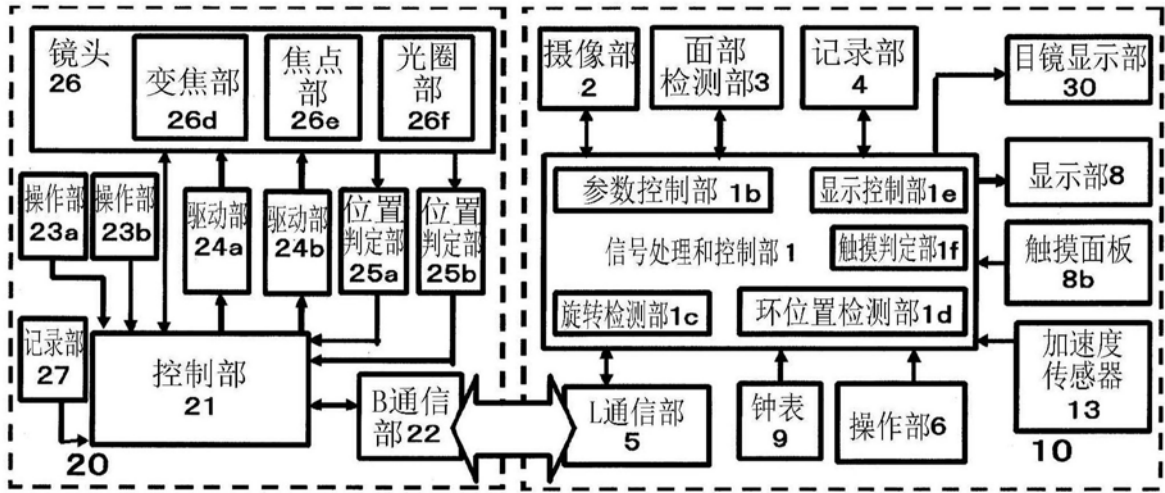 镜头
26
变焦部
26d
焦点
部
26e
光圈
部
26f
操作部
23a
操作部
23b
驱动部
24a
驱动部
24b
位置
判定部
25a
位置
判定部
25b
记录部
27
控制部
21
B通信
部22
20
摄像部
2
面部
检测部3
记录部
4
目镜显示部
30
参数控制部 1b
显示控制部1e
显示部8
信号处理和控制部 1
触摸判定部1f
触摸面板
8b
旋转检测部1c
环位置检测部1d
加速度
传感器
13
L通信部
5
钟表
9
操作部6
10